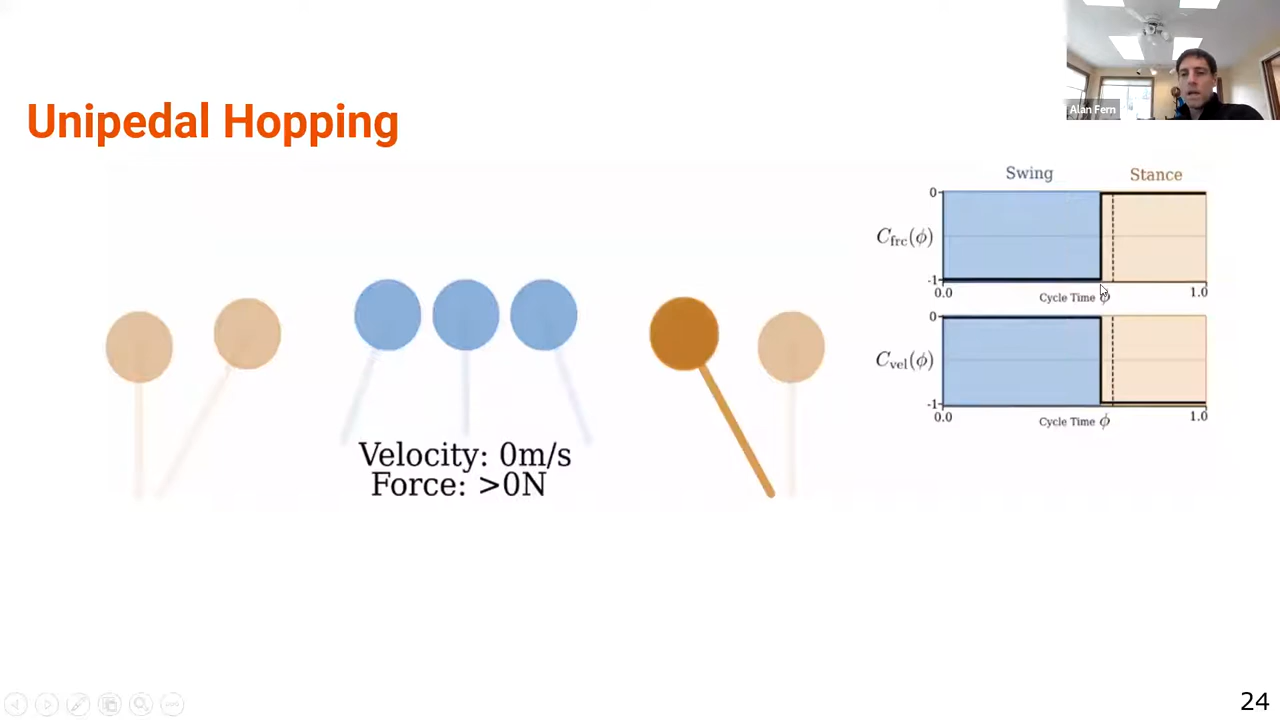 Alan Fern
Unipedal Hopping
Swing Stance
0
C_frc(ϕ)
-1
0.0 Cycle Time ϕ 1.0
0
C_vel(ϕ)
-1
0.0 Cycle Time ϕ 1.0
Velocity: 0m/s
Force: >0N
24